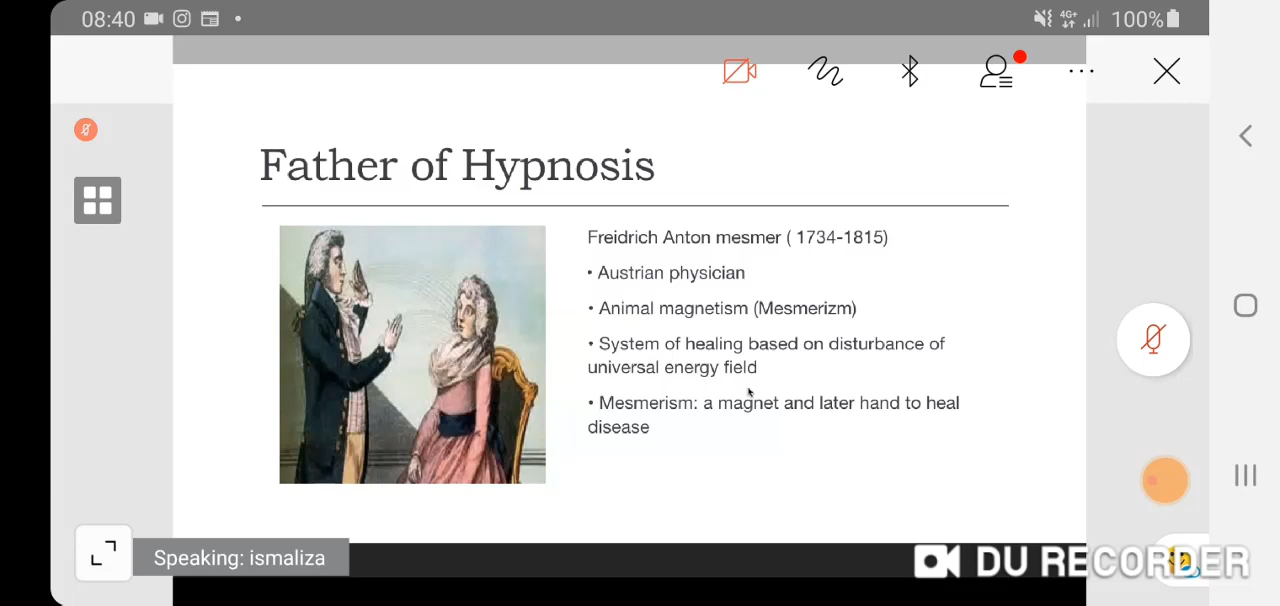 08:40
4G+ 100%
Father of Hypnosis
Freidrich Anton mesmer ( 1734-1815)
• Austrian physician
• Animal magnetism (Mesmerizm)
• System of healing based on disturbance of
universal energy field
• Mesmerism: a magnet and later hand to heal
disease
Speaking: ismaliza
DU RECORDER